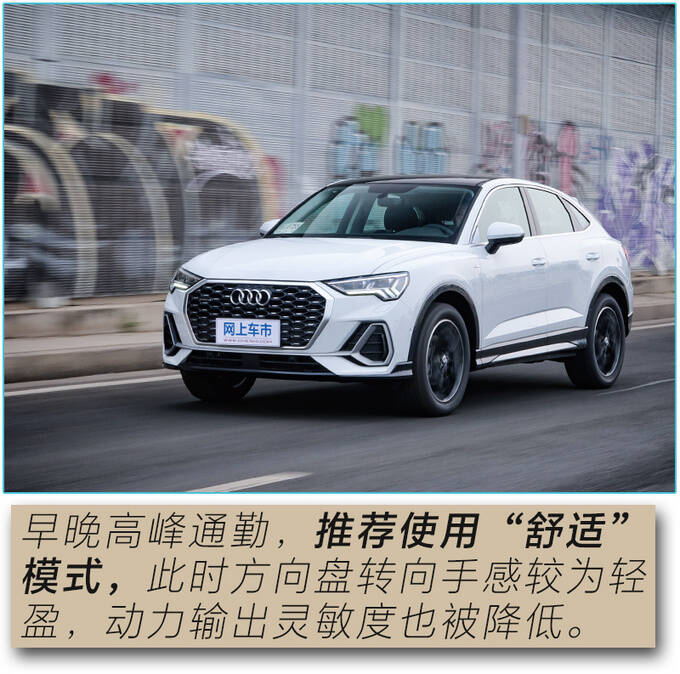 网上车市
早晚高峰通勤，推荐使用“舒适”
模式，此时方向盘转向手感较为轻
盈，动力输出灵敏度也被降低。